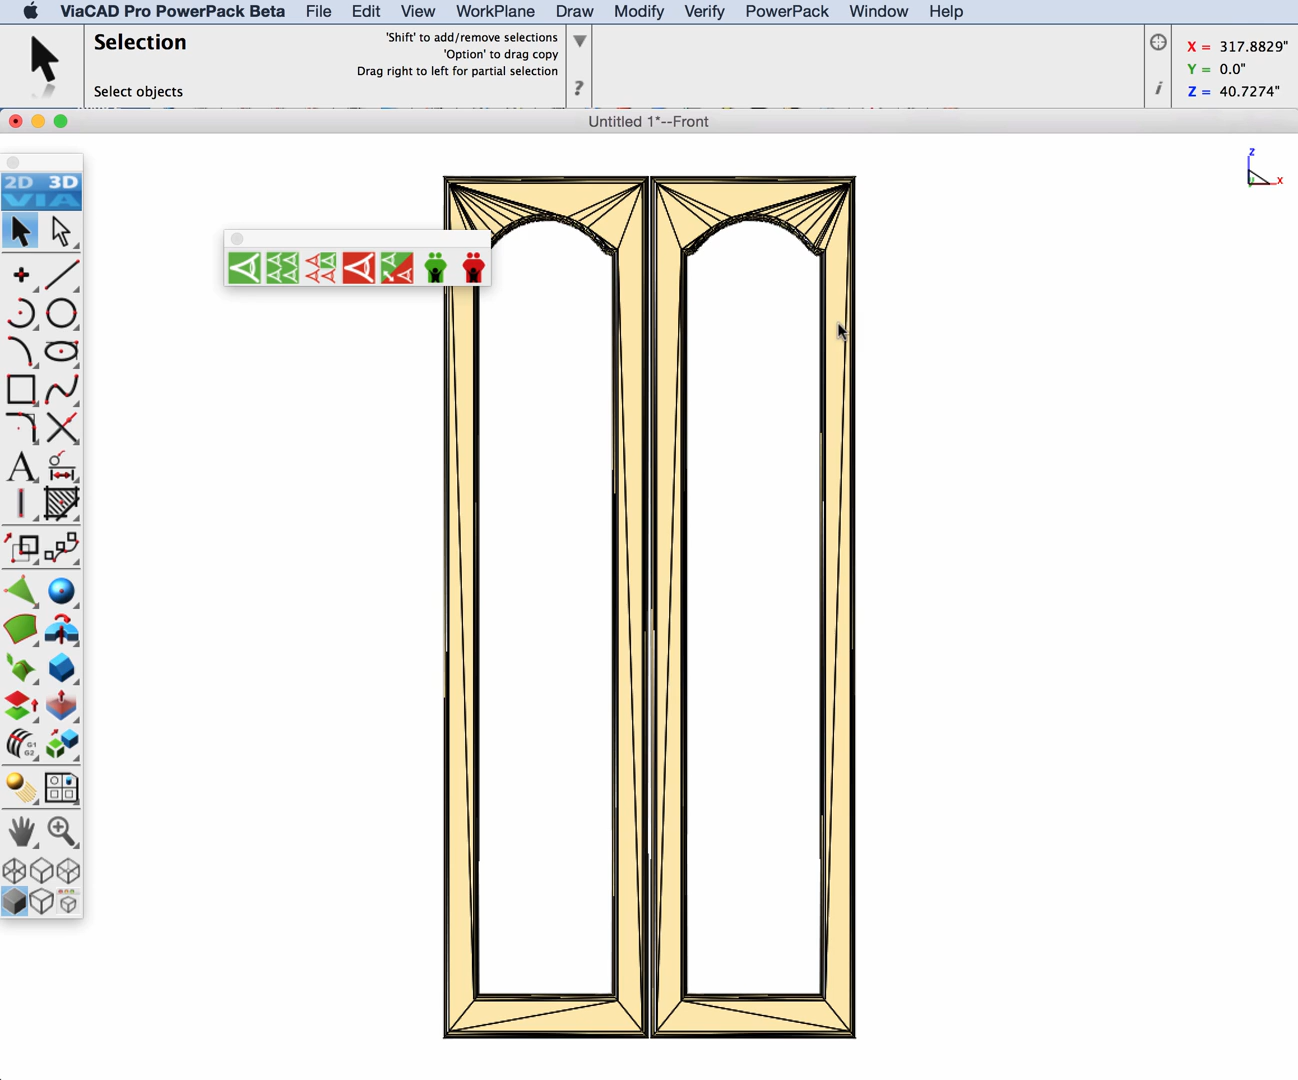 ViaCAD Pro PowerPack Beta File Edit View WorkPlane Draw Modify Verify PowerPack Window Help
Selection
'Shift' to add/remove selections
'Option' to drag copy
Drag right to left for partial selection
Select objects
?
i
X = 317.8829"
Y = 0.0"
Z = 40.7274"
Untitled 1*--Front
2D 3D
VIA
A
G1
G2
Z
Y
X